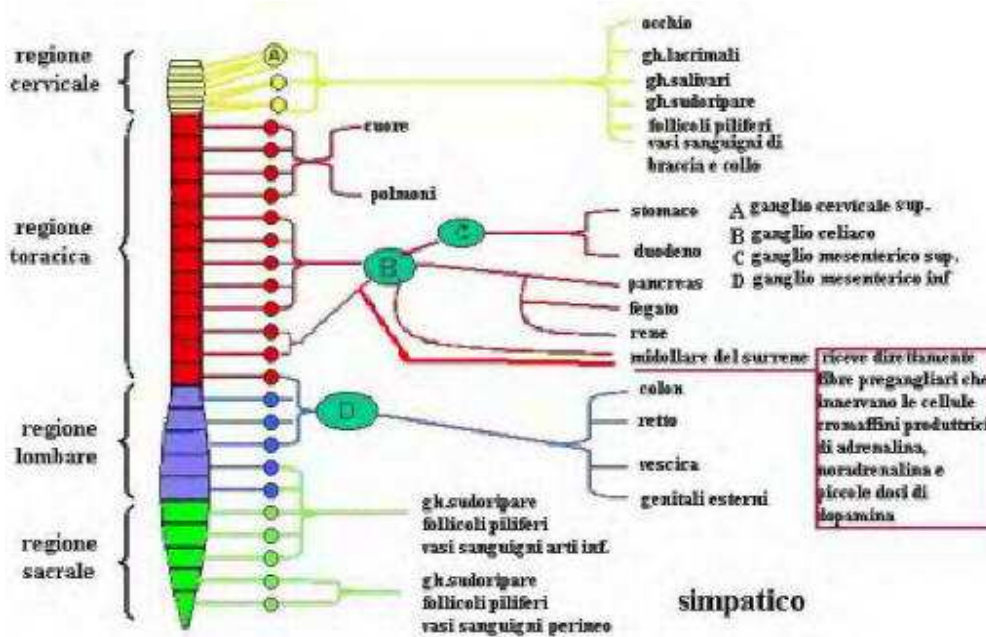 regione
cervicale
A
occhio
gh.lacrimali
gh.salivari
gh.sudoripare
follicoli piliferi
vasi sanguigni di
braccia e collo
cuore
polmoni
regione
toracica
C
B
stomaco
duodeno
pancreas
fegato
rene
midollare del surrene
A ganglio cervicale sup.
B ganglio celiaco
C ganglio mesenterico sup.
D ganglio mesenterico inf
riceve direttamente
fibre pregangliari che
innervano le cellule
cromaffini produttrici
di adrenalina,
noradrenalina e
piccole dosi di
dopamina
regione
lombare
D
colon
retto
vescica
genitali esterni
regione
sacrale
gh.sudoripare
follicoli piliferi
vasi sanguigni arti inf.
gh.sudoripare
follicoli piliferi
vasi sanguigni perineo
simpatico